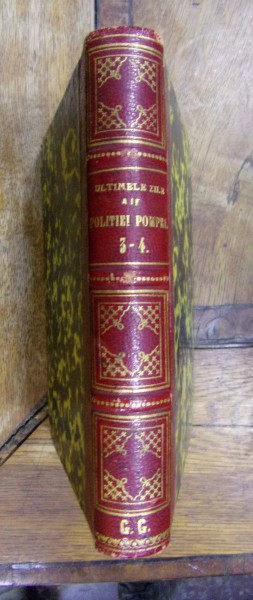 ULTIMELE ZILE
ALE
POLITIEI POMPEI.
3-4.
G. G.